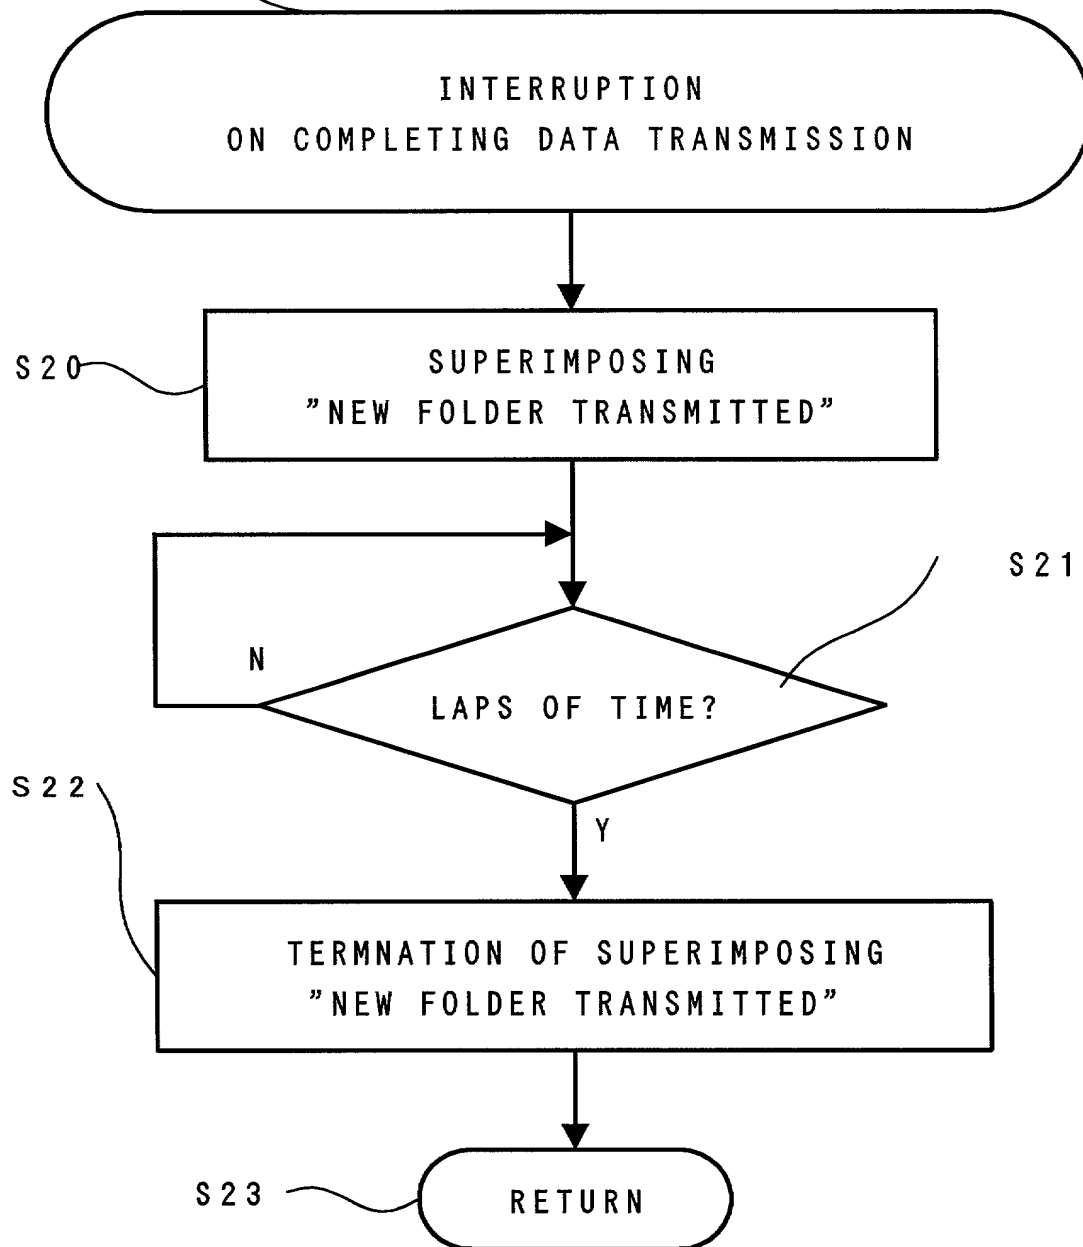 INTERRUPTION
ON COMPLETING DATA TRANSMISSION
S20
SUPERIMPOSING
”NEW FOLDER TRANSMITTED”
S21
N
LAPS OF TIME?
S22
Y
TERMNATION OF SUPERIMPOSING
”NEW FOLDER TRANSMITTED”
S23
RETURN